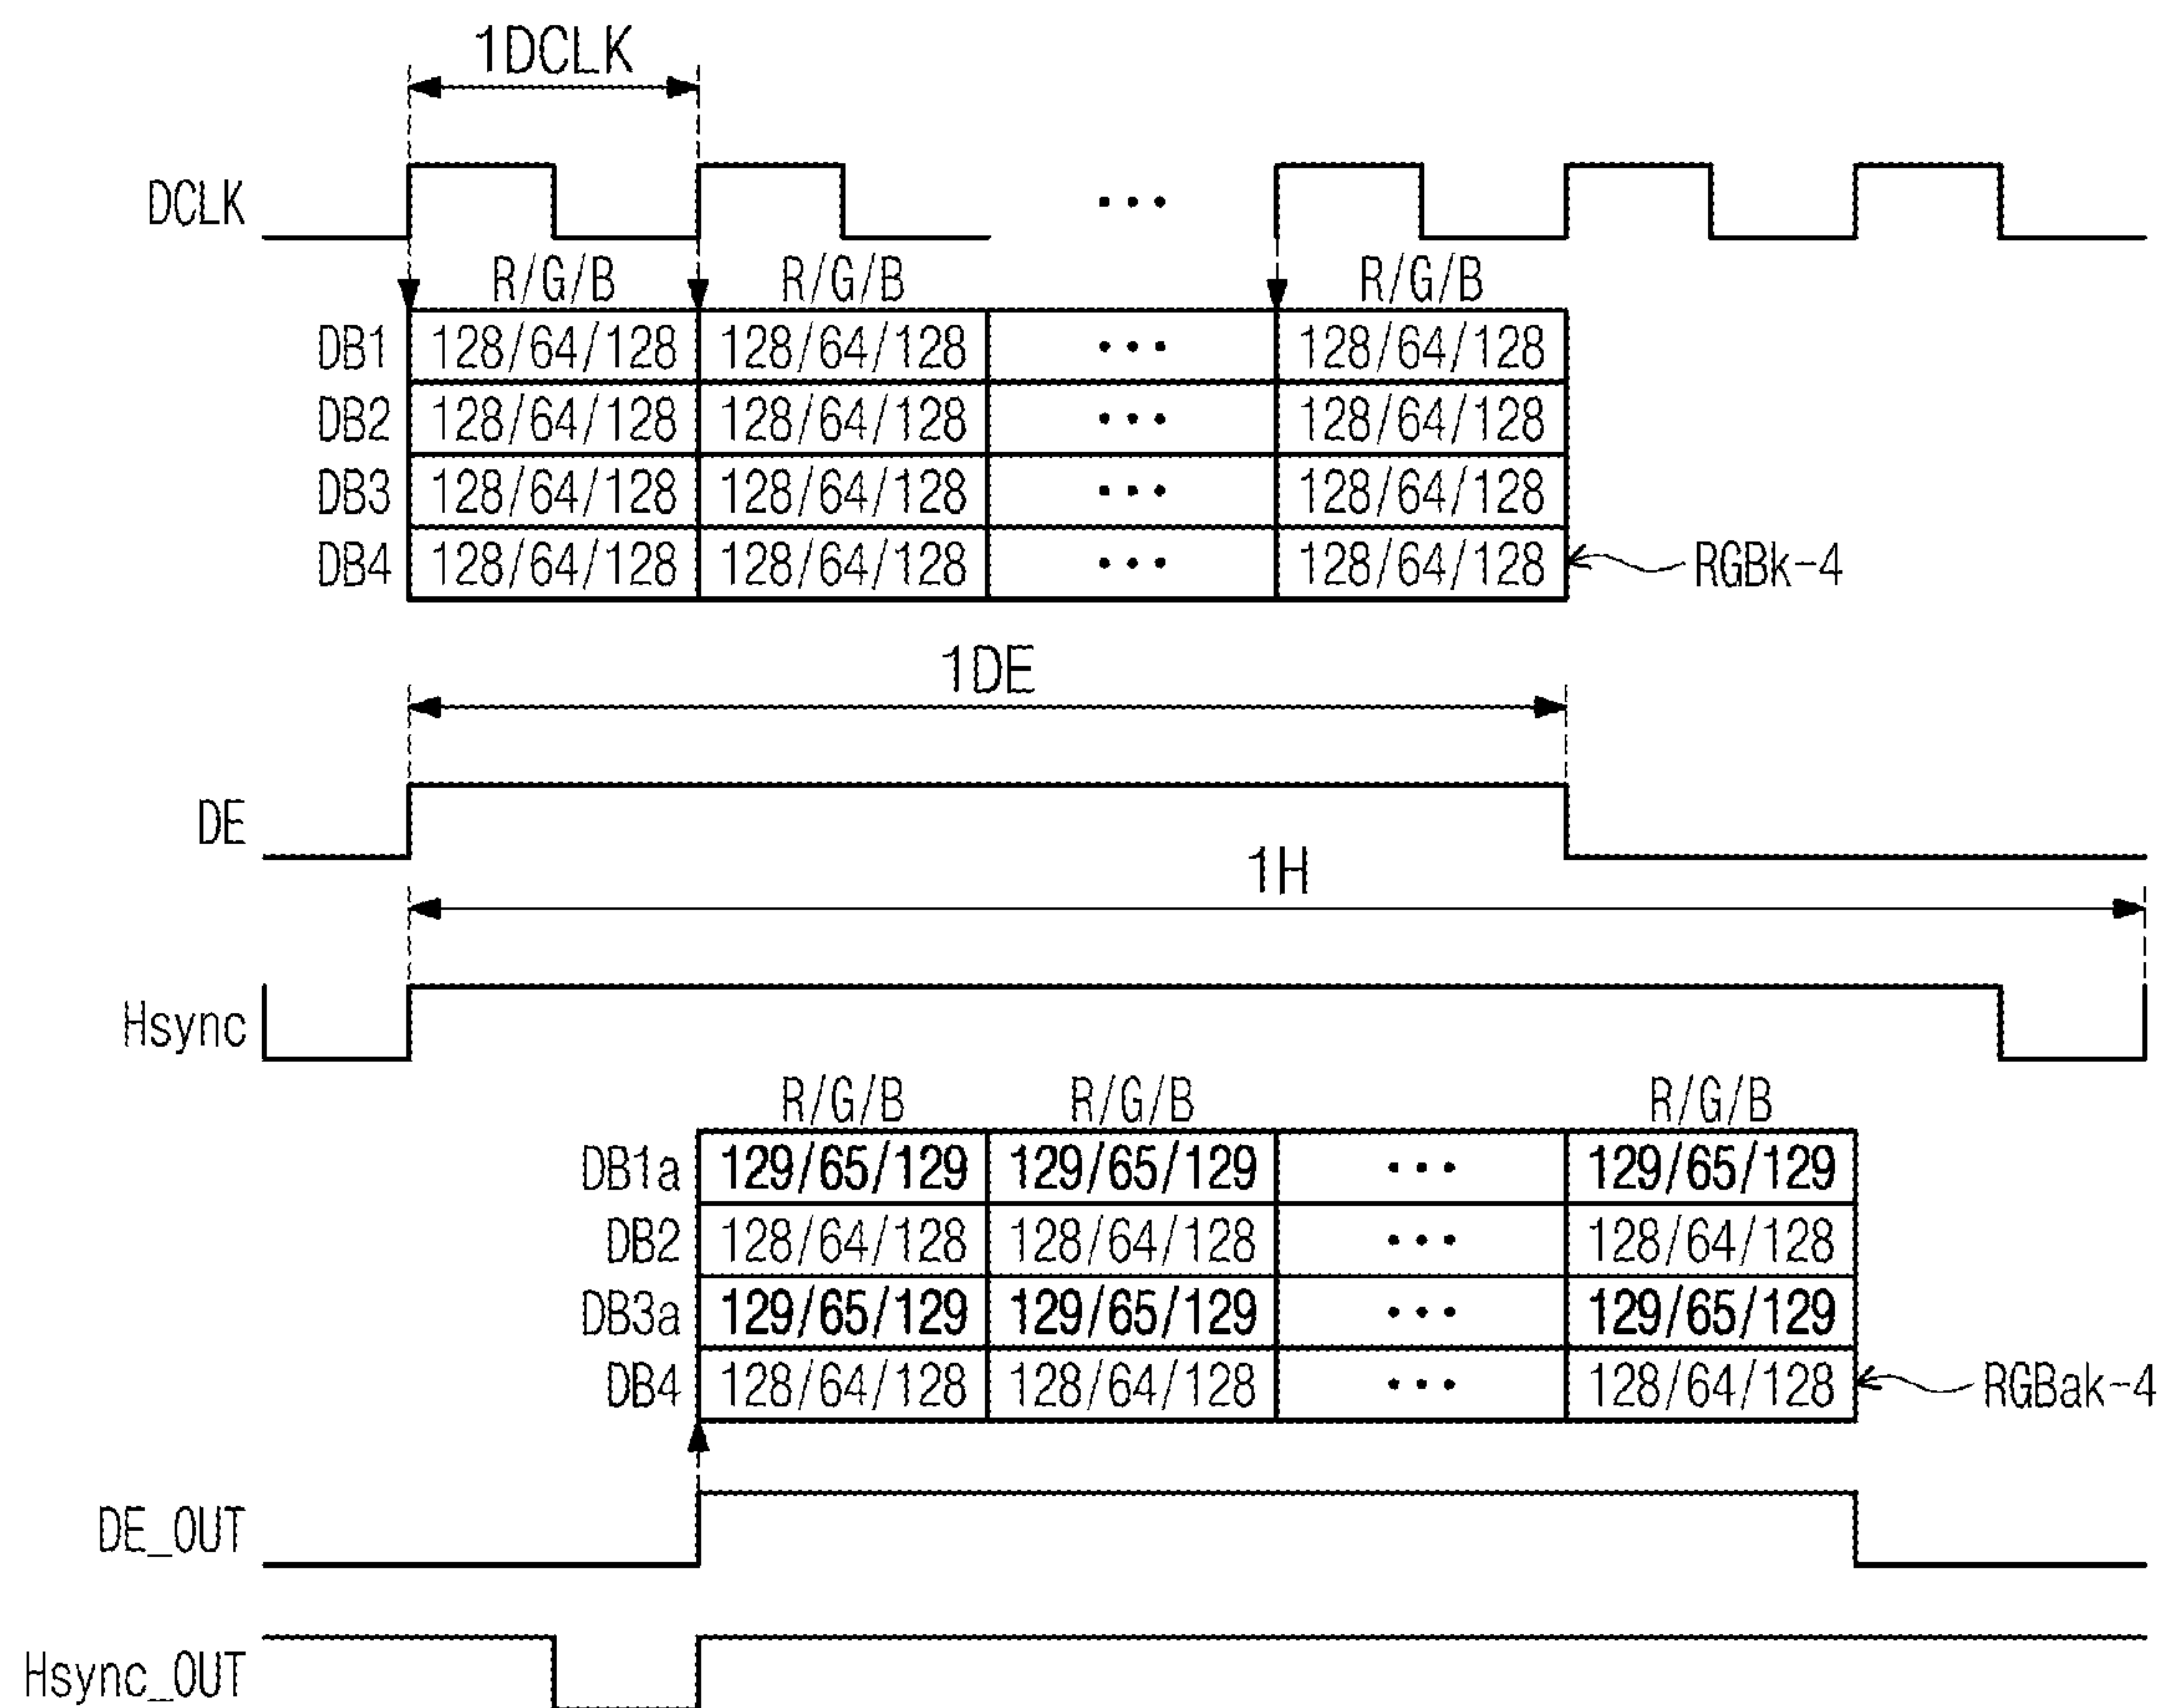 1DCLK
DCLK
...
R/G/B R/G/B R/G/B
DB1 128/64/128 128/64/128 ... 128/64/128
DB2 128/64/128 128/64/128 ... 128/64/128
DB3 128/64/128 128/64/128 ... 128/64/128
DB4 128/64/128 128/64/128 ... 128/64/128 RGBk-4
1DE
DE
1H
Hsync
R/G/B R/G/B R/G/B
DB1a 129/65/129 129/65/129 ... 129/65/129
DB2 128/64/128 128/64/128 ... 128/64/128
DB3a 129/65/129 129/65/129 ... 129/65/129
DB4 128/64/128 128/64/128 ... 128/64/128 RGBak-4
DE_OUT
Hsync_OUT